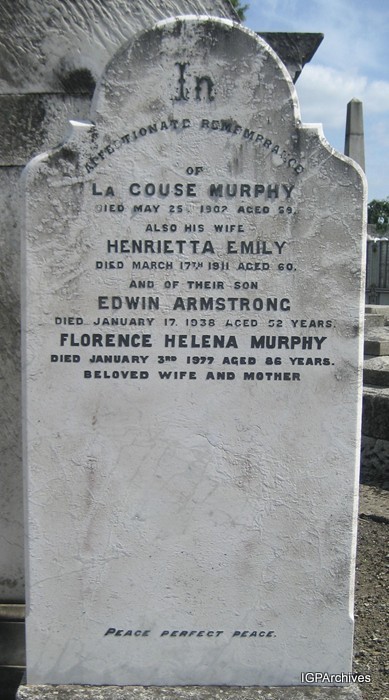 In
AFFECTIONATE REMEMBRANCE
OF
LA COUSE MURPHY
DIED MAY 25, 1902 AGED 59.
ALSO HIS WIFE
HENRIETTA EMILY
DIED MARCH 17TH 1911 AGED 60.
AND OF THEIR SON
EDWIN ARMSTRONG
DIED JANUARY 17, 1938 AGED 52 YEARS.
FLORENCE HELENA MURPHY
DIED JANUARY 3RD 1977 AGED 86 YEARS.
BELOVED WIFE AND MOTHER
PEACE PERFECT PEACE.
IGPArchives